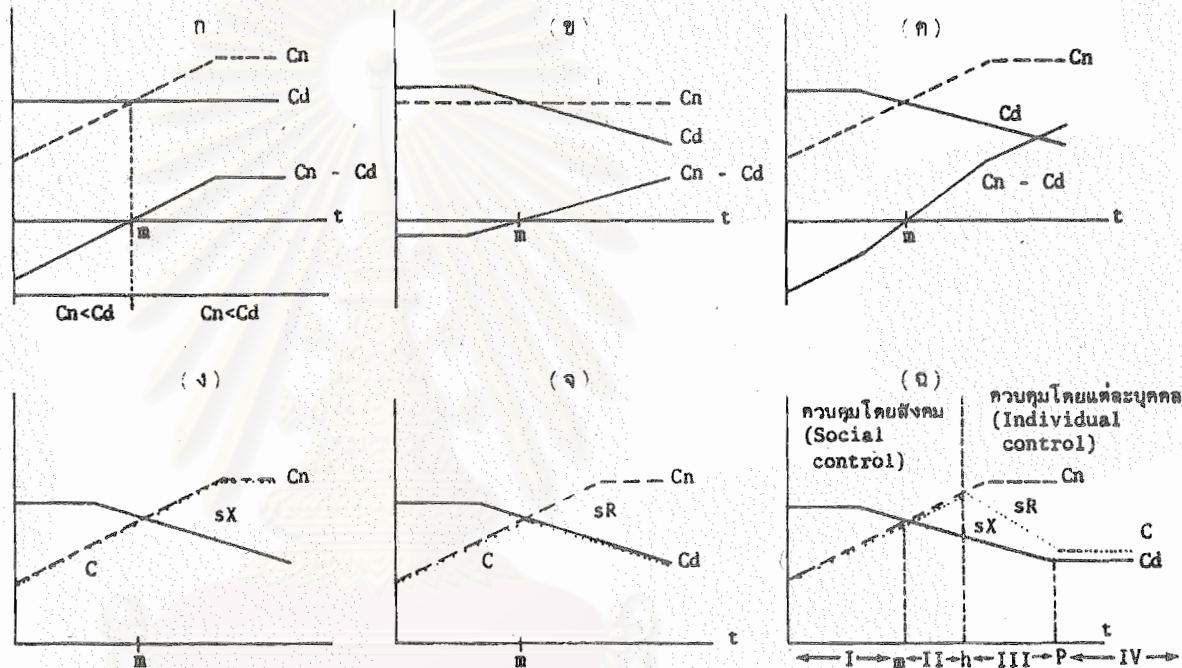 ก
Cn
Cd
Cn - Cd
t
m
Cn<Cd
Cn<Cd
(ข)
Cn
Cd
Cn - Cd
t
m
(ค)
Cn
Cd
Cn - Cd
t
m
(ง)
Cn
sX
C
m
(จ)
Cn
sR
C
Cd
t
m
(ฉ)
ควบคุมโดยสังคม
(Social
control)
ควบคุมโดยแต่ละบุคคล
(Individual
control)
Cn
sR
sX
C
Cd
t
I m II h III P IV